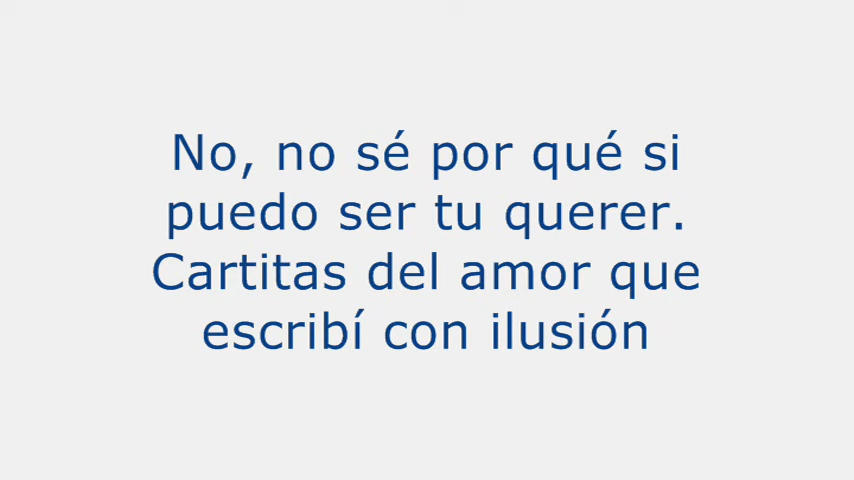 No, no sé por qué si
puedo ser tu querer.
Cartitas del amor que
escribí con ilusión